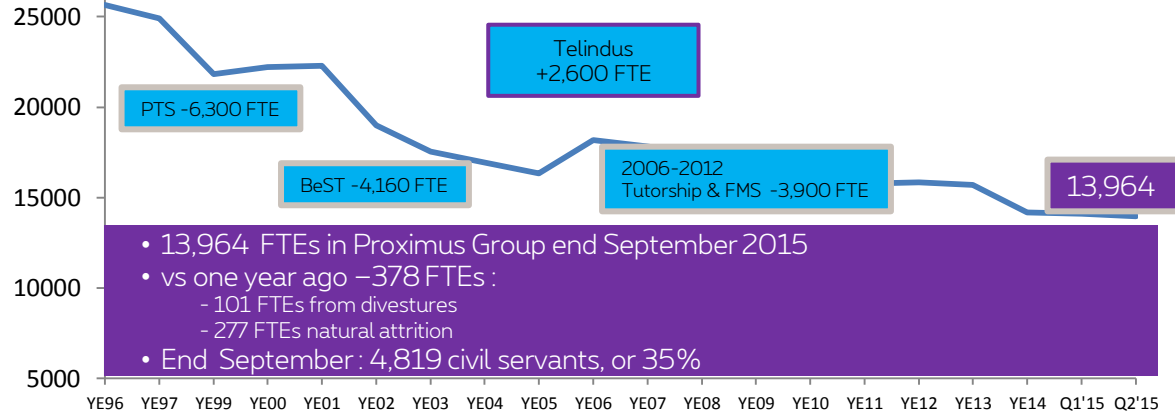 25000
Telindus
+2,600 FTE
20000
PTS -6,300 FTE
BeST -4,160 FTE
2006-2012
Tutorship & FMS -3,900 FTE
13,964
15000
• 13,964 FTEs in Proximus Group end September 2015
• vs one year ago –378 FTEs :
- 101 FTEs from divestures
- 277 FTEs natural attrition
• End September : 4,819 civil servants, or 35%
10000
5000
YE96 YE97 YE99 YE00 YE01 YE02 YE03 YE04 YE05 YE06 YE07 YE08 YE09 YE10 YE11 YE12 YE13 YE14 Q1'15 Q2'15